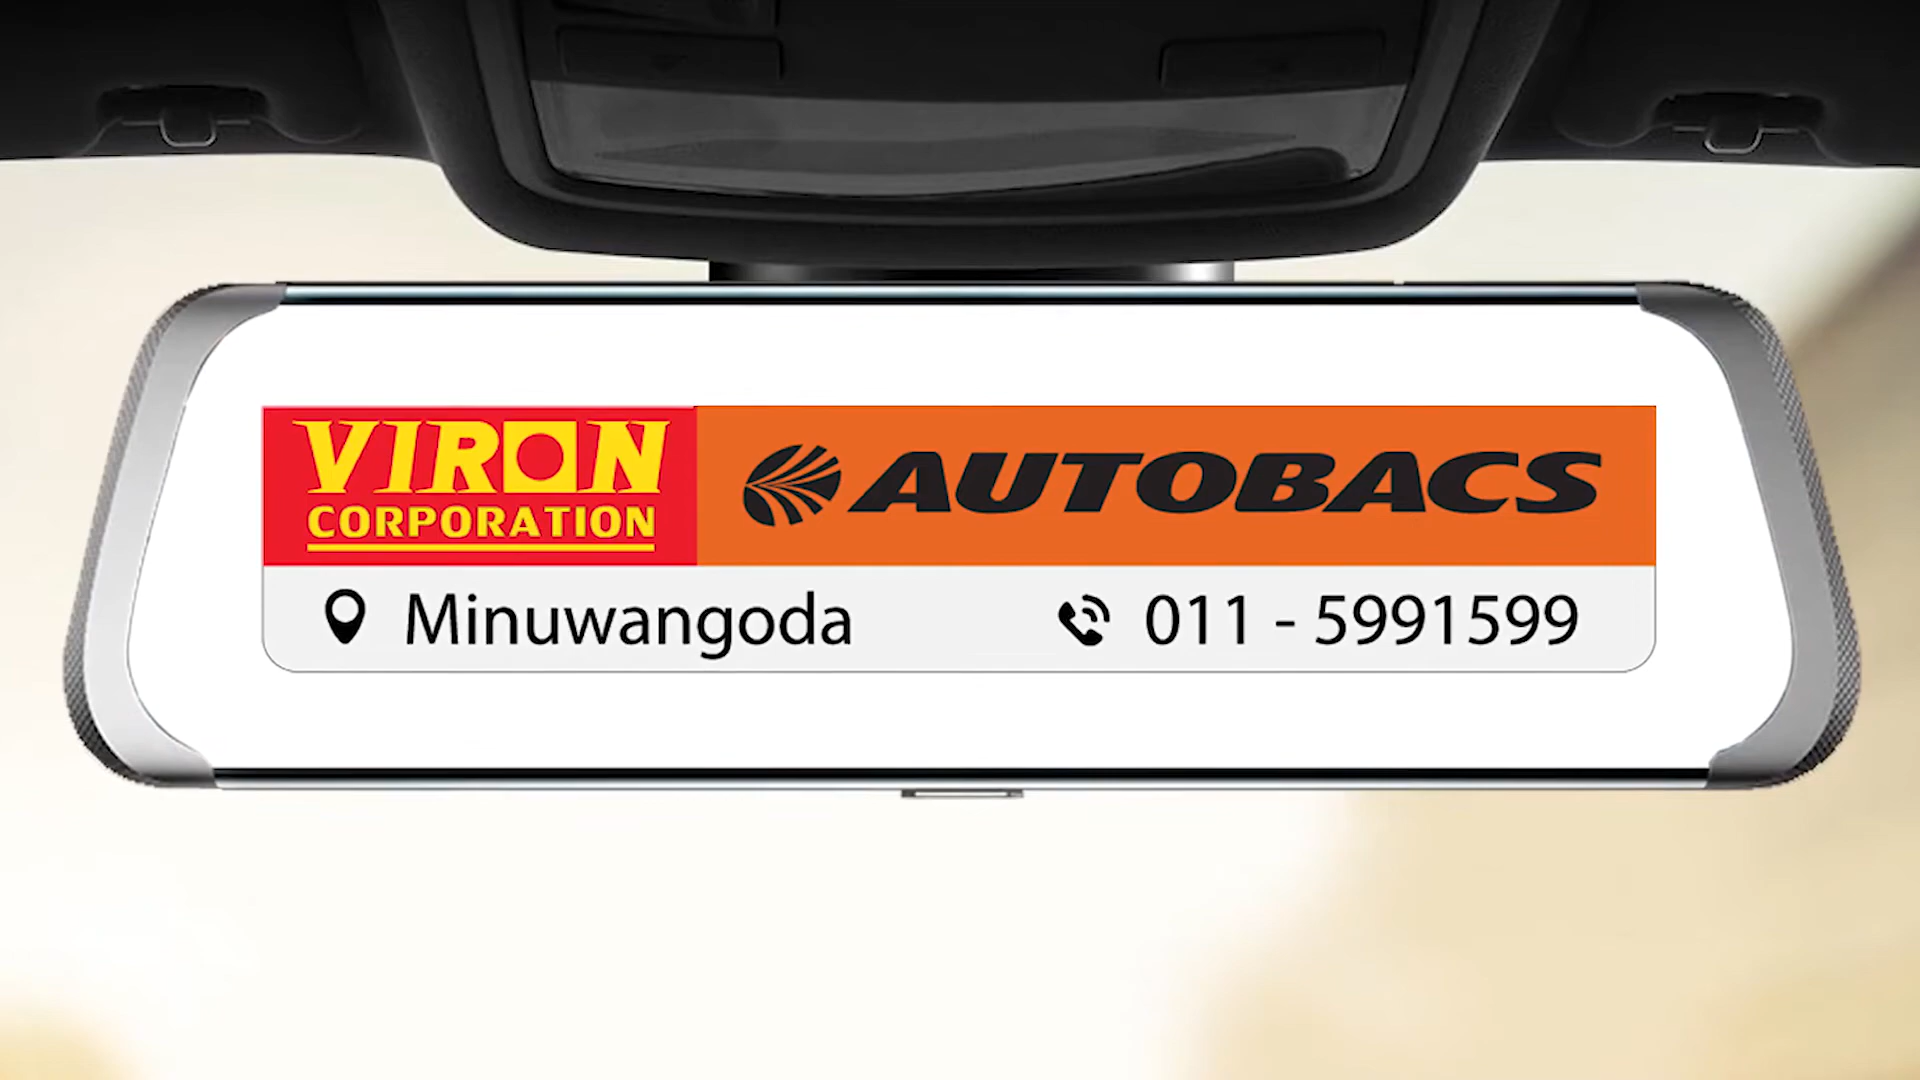 VIRON
CORPORATION
AUTOBACS
Minuwangoda
011 - 5991599